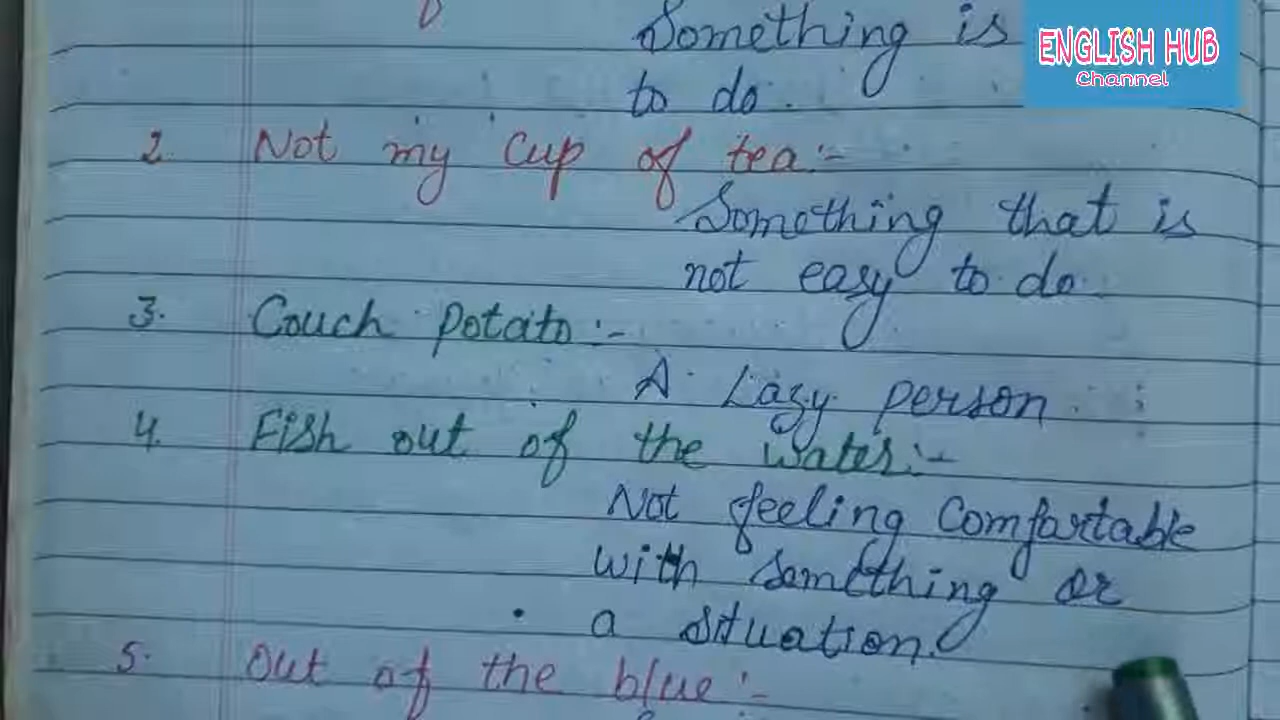 Something is
to do.
ENGLISH HUB
Channel
2. Not my cup of tea:-
Something that is
not easy to do.
3. Couch potato:-
A Lazy person.
4. Fish out of the water:-
Not feeling Comfortable
with something or
a situation.
5. Out of the blue:-